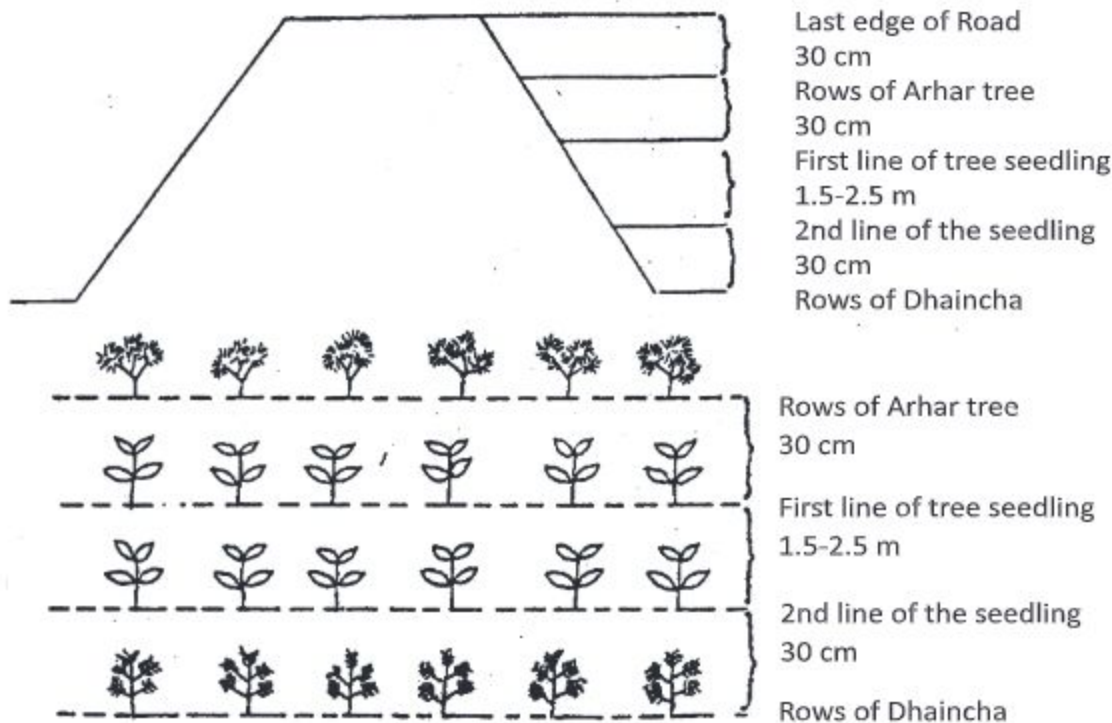 Last edge of Road
30 cm
Rows of Arhar tree
30 cm
First line of tree seedling
1.5-2.5 m
2nd line of the seedling
30 cm
Rows of Dhaincha
Rows of Arhar tree
30 cm
First line of tree seedling
1.5-2.5 m
2nd line of the seedling
30 cm
Rows of Dhaincha